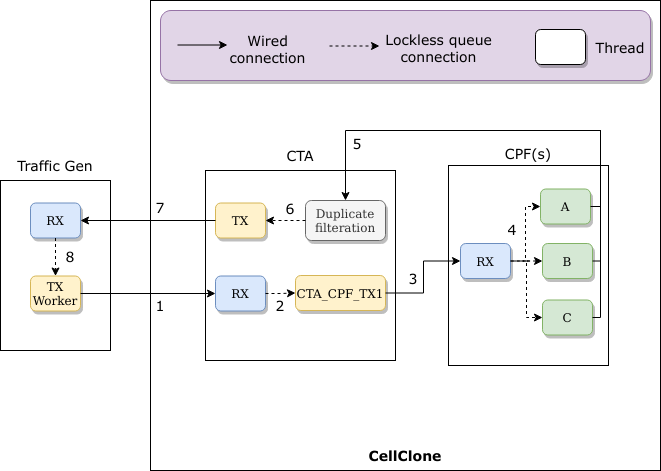 Wired
connection
Lockless queue
connection
Thread
Traffic Gen
CTA
CPF(s)
5
RX
7
TX
6
Duplicate
filteration
A
4
8
TX
Worker
1
RX
2
CTA_CPF_TX1
3
RX
B
C
CellClone